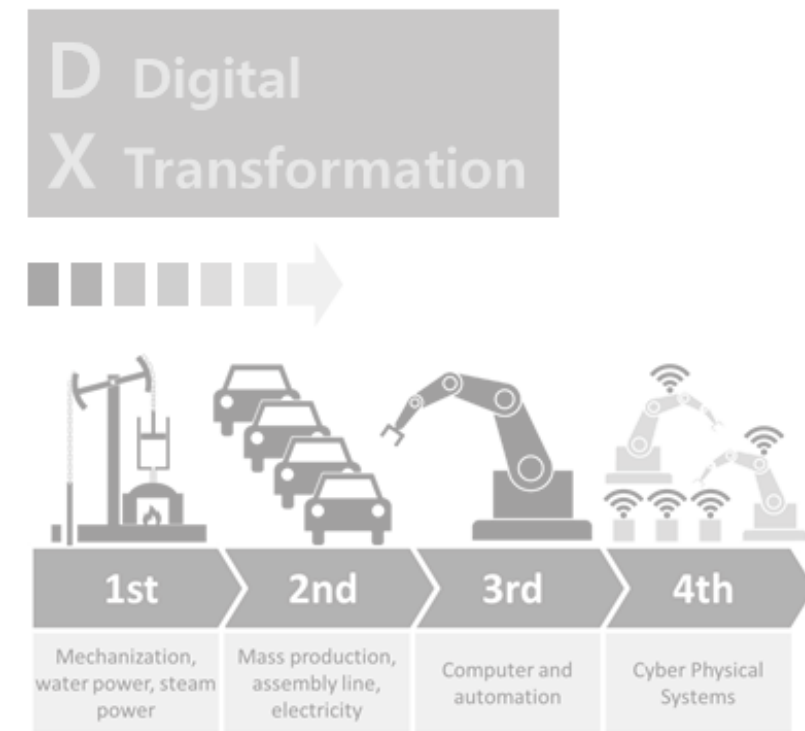 D Digital
X Transformation
1st
2nd
3rd
4th
Mechanization,
water power, steam
power
Mass production,
assembly line,
electricity
Computer and
automation
Cyber Physical
Systems